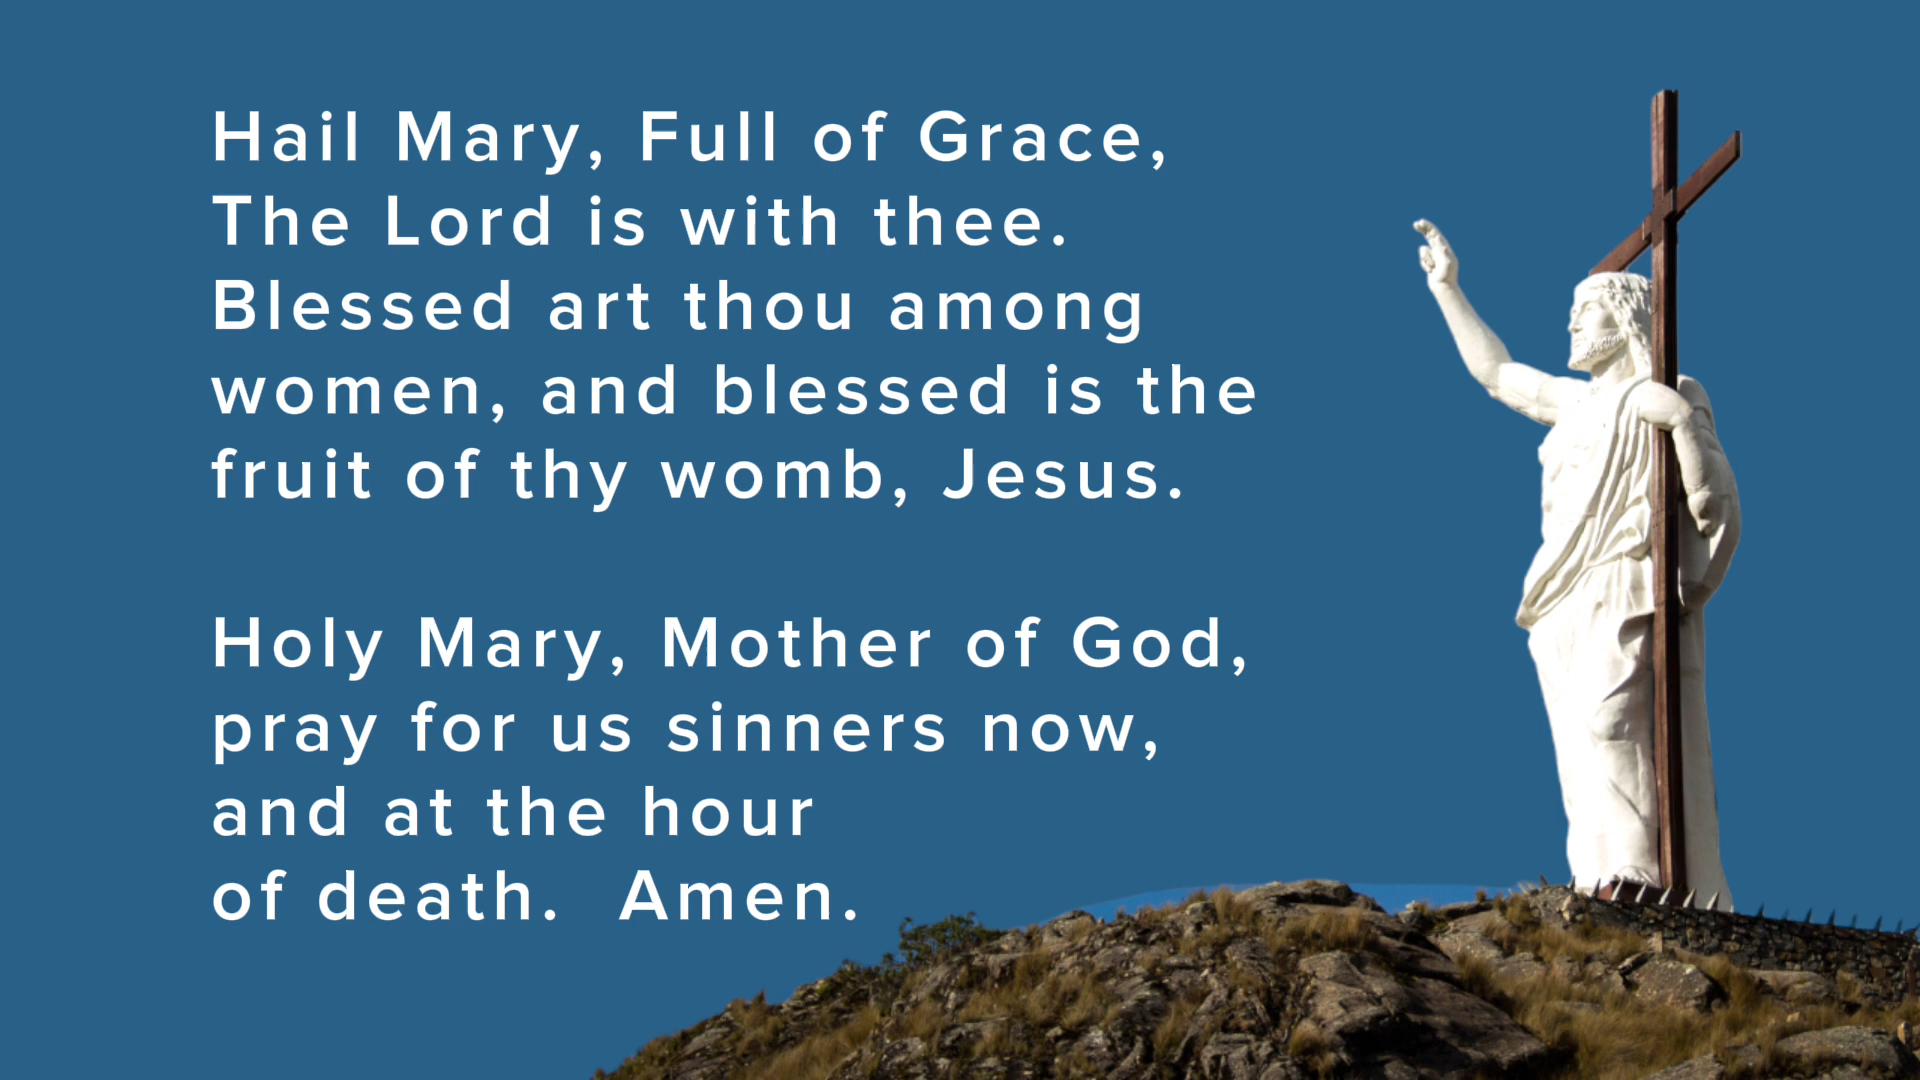 Hail Mary, Full of Grace,
The Lord is with thee.
Blessed art thou among
women, and blessed is the
fruit of thy womb, Jesus.
Holy Mary, Mother of God,
pray for us sinners now,
and at the hour
of death.  Amen.